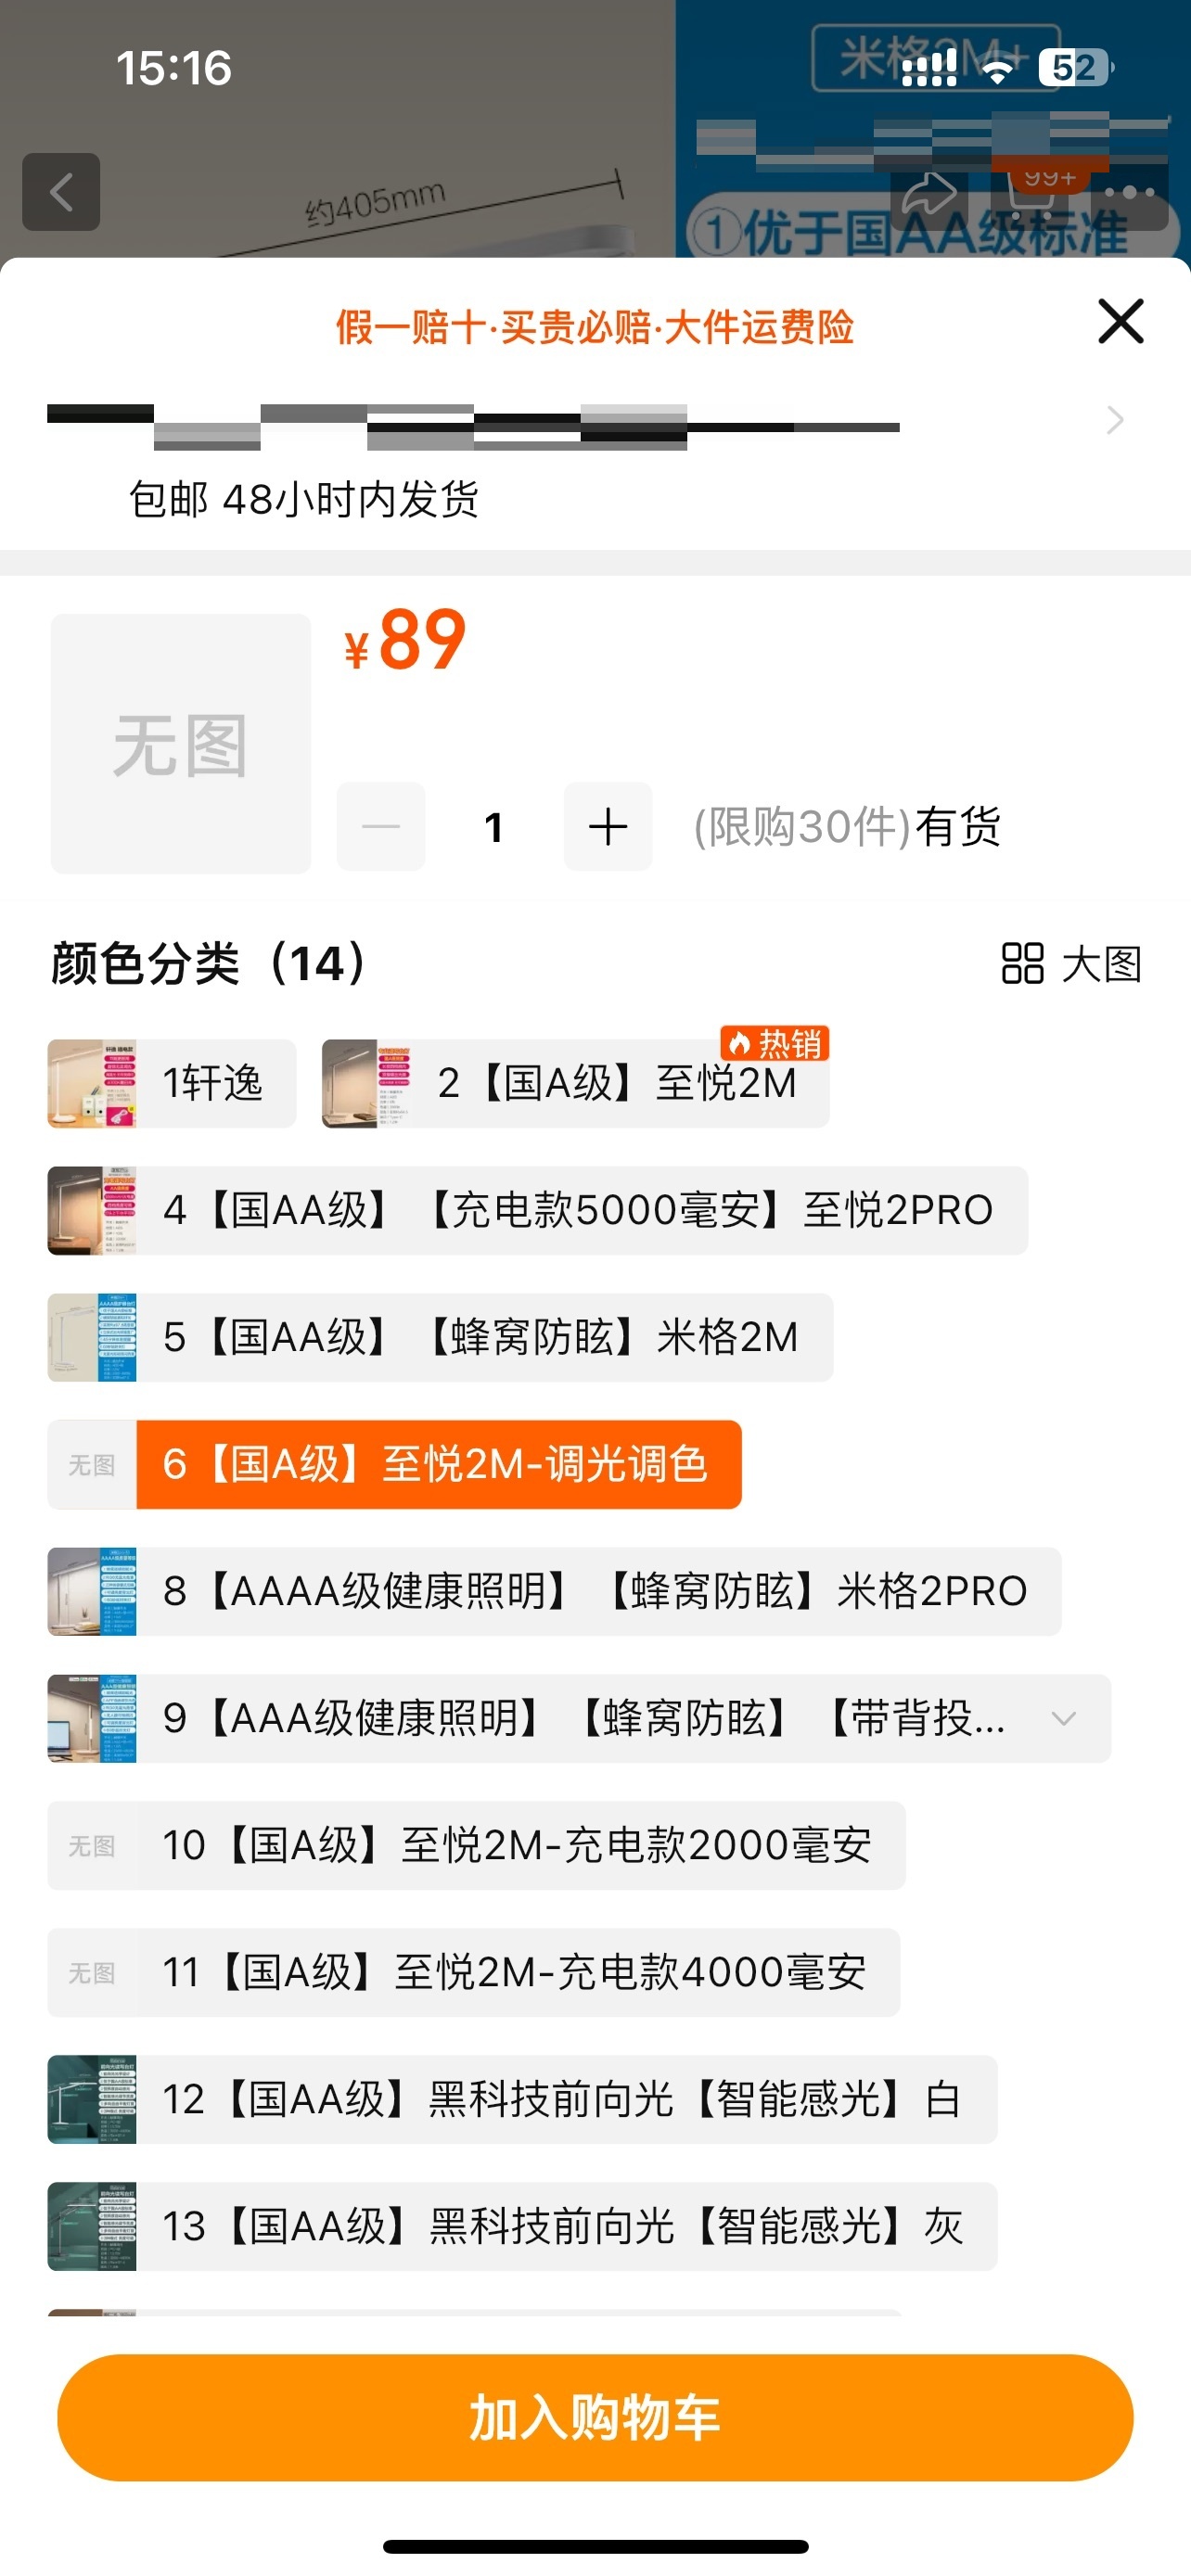 15:16
52
米格2M+
约405mm
99+
①优于国AA级标准
假一赔十·买贵必赔·大件运费险
包邮 48小时内发货
无图
¥89
1
(限购30件)有货
颜色分类（14）
大图
1轩逸
2【国A级】至悦2M
热销
4【国AA级】【充电款5000毫安】至悦2PRO
5【国AA级】【蜂窝防眩】米格2M
无图
6【国A级】至悦2M-调光调色
8【AAAA级健康照明】【蜂窝防眩】米格2PRO
9【AAA级健康照明】【蜂窝防眩】【带背投...
无图
10【国A级】至悦2M-充电款2000毫安
无图
11【国A级】至悦2M-充电款4000毫安
12【国AA级】黑科技前向光【智能感光】白
13【国AA级】黑科技前向光【智能感光】灰
加入购物车